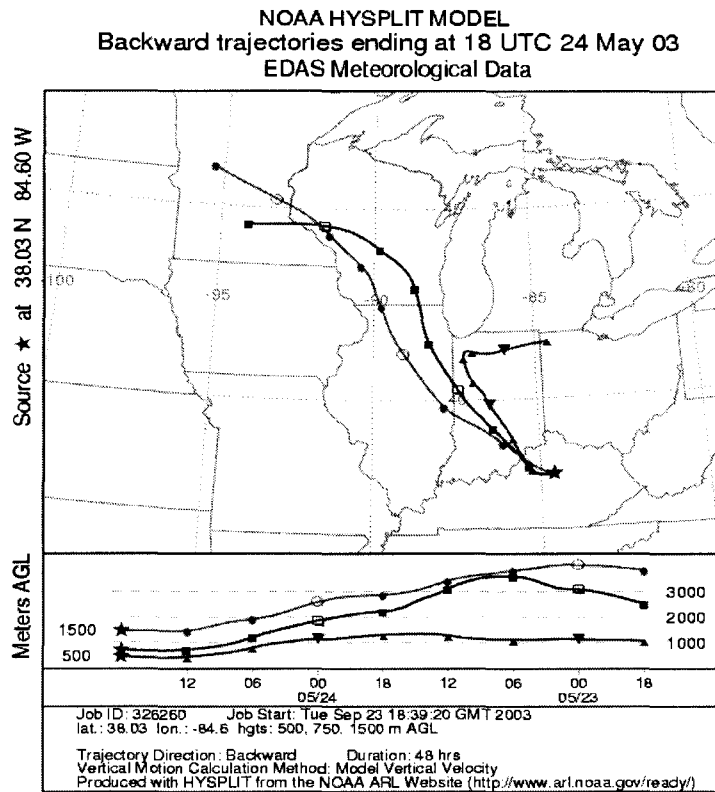 NOAA HYSPLIT MODEL
Backward trajectories ending at 18 UTC 24 May 03
EDAS Meteorological Data
Source ★ at 38.03 N 84.60 W
-100
-95
-90
-85
-80
40
Meters AGL
1500
500
3000
2000
1000
12 06 00 18 12 06 00 18
05/24 05/23
Job ID: 326260 Job Start: Tue Sep 23 18:39:20 GMT 2003
lat.: 38.03 lon.: -84.6 hgts: 500, 750, 1500 m AGL
Trajectory Direction: Backward Duration: 48 hrs
Vertical Motion Calculation Method: Model Vertical Velocity
Produced with HYSPLIT from the NOAA ARL Website (http://www.arl.noaa.gov/ready/)